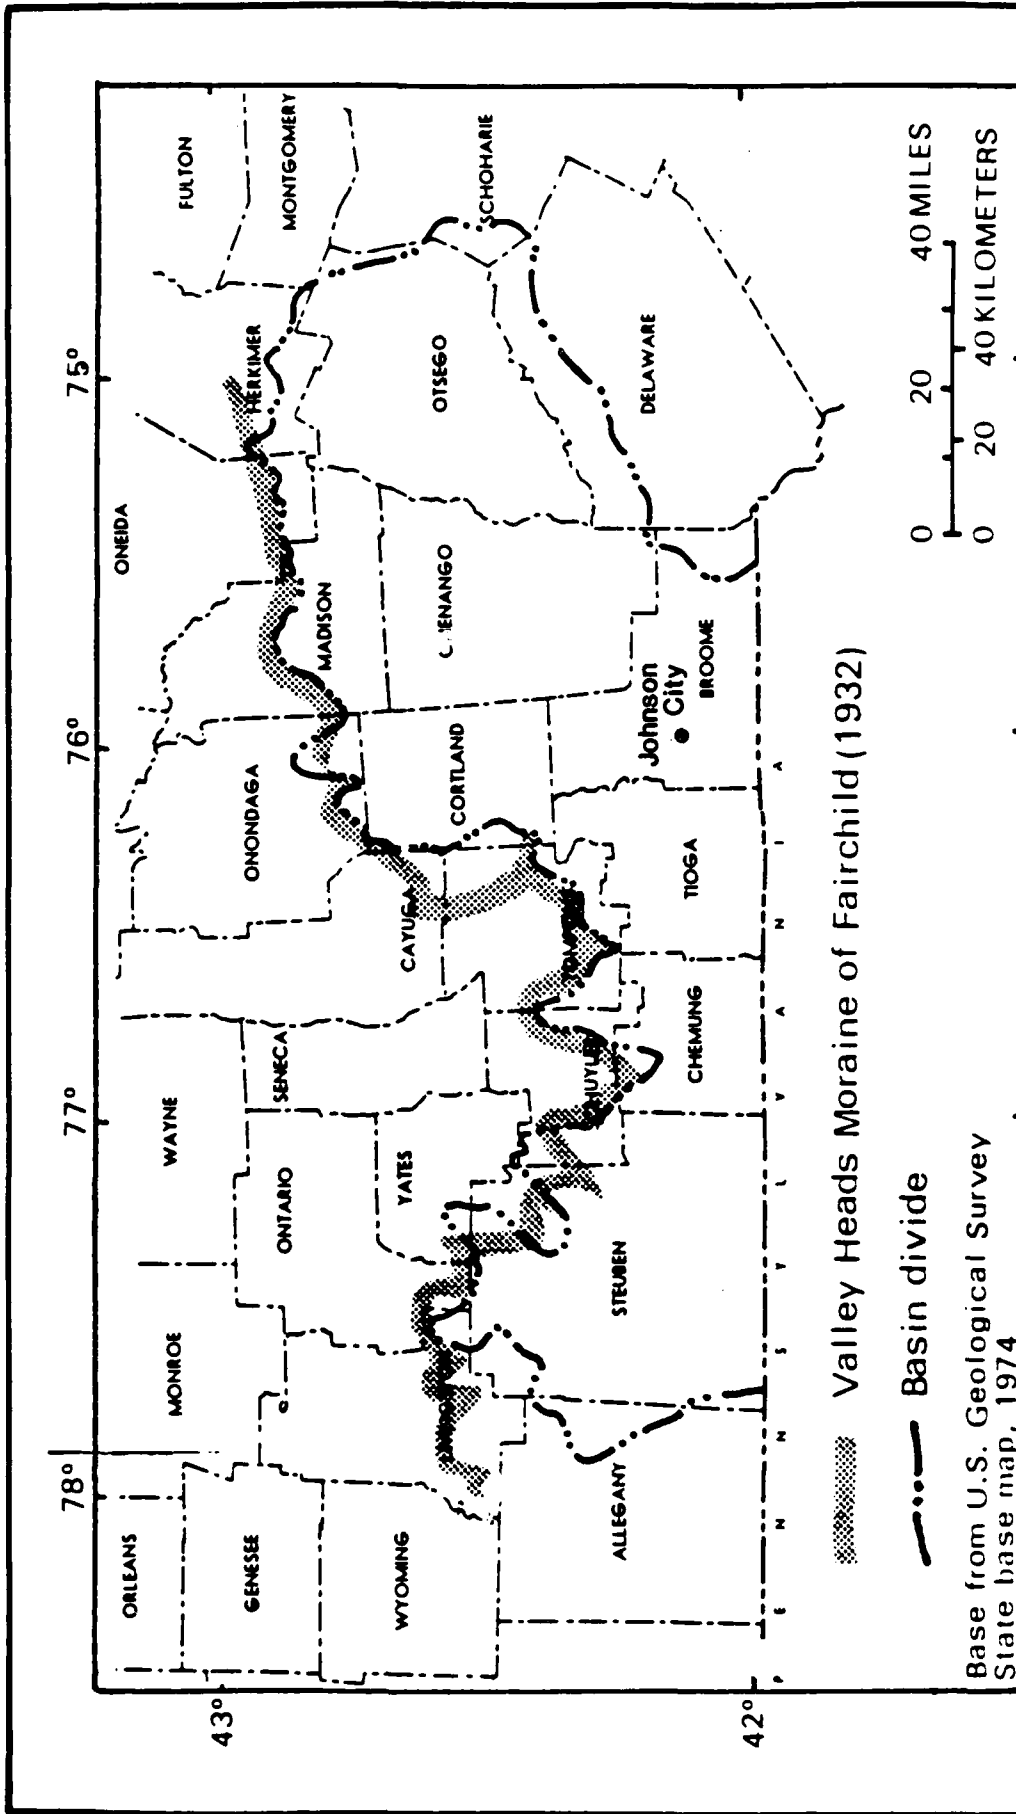 78°
77°
76°
75°
43°
42°
ORLEANS
MONROE
WAYNE
ONEIDA
FULTON
GENESEE
ONTARIO
SENECA
ONONDAGA
HERKIMER
MONTGOMERY
WYOMING
YATES
CAYUGA
MADISON
OTSEGO
SCHOHARIE
CORTLAND
ENANGO
ALLEGANY
STEUBEN
CHEMUNG
TIOGA
Johnson
City
BROOME
DELAWARE
P E N N S Y L V A N I A
Valley Heads Moraine of Fairchild (1932)
Basin divide
0 20 40 MILES
0 20 40 KILOMETERS
Base from U.S. Geological Survey
State base map, 1974